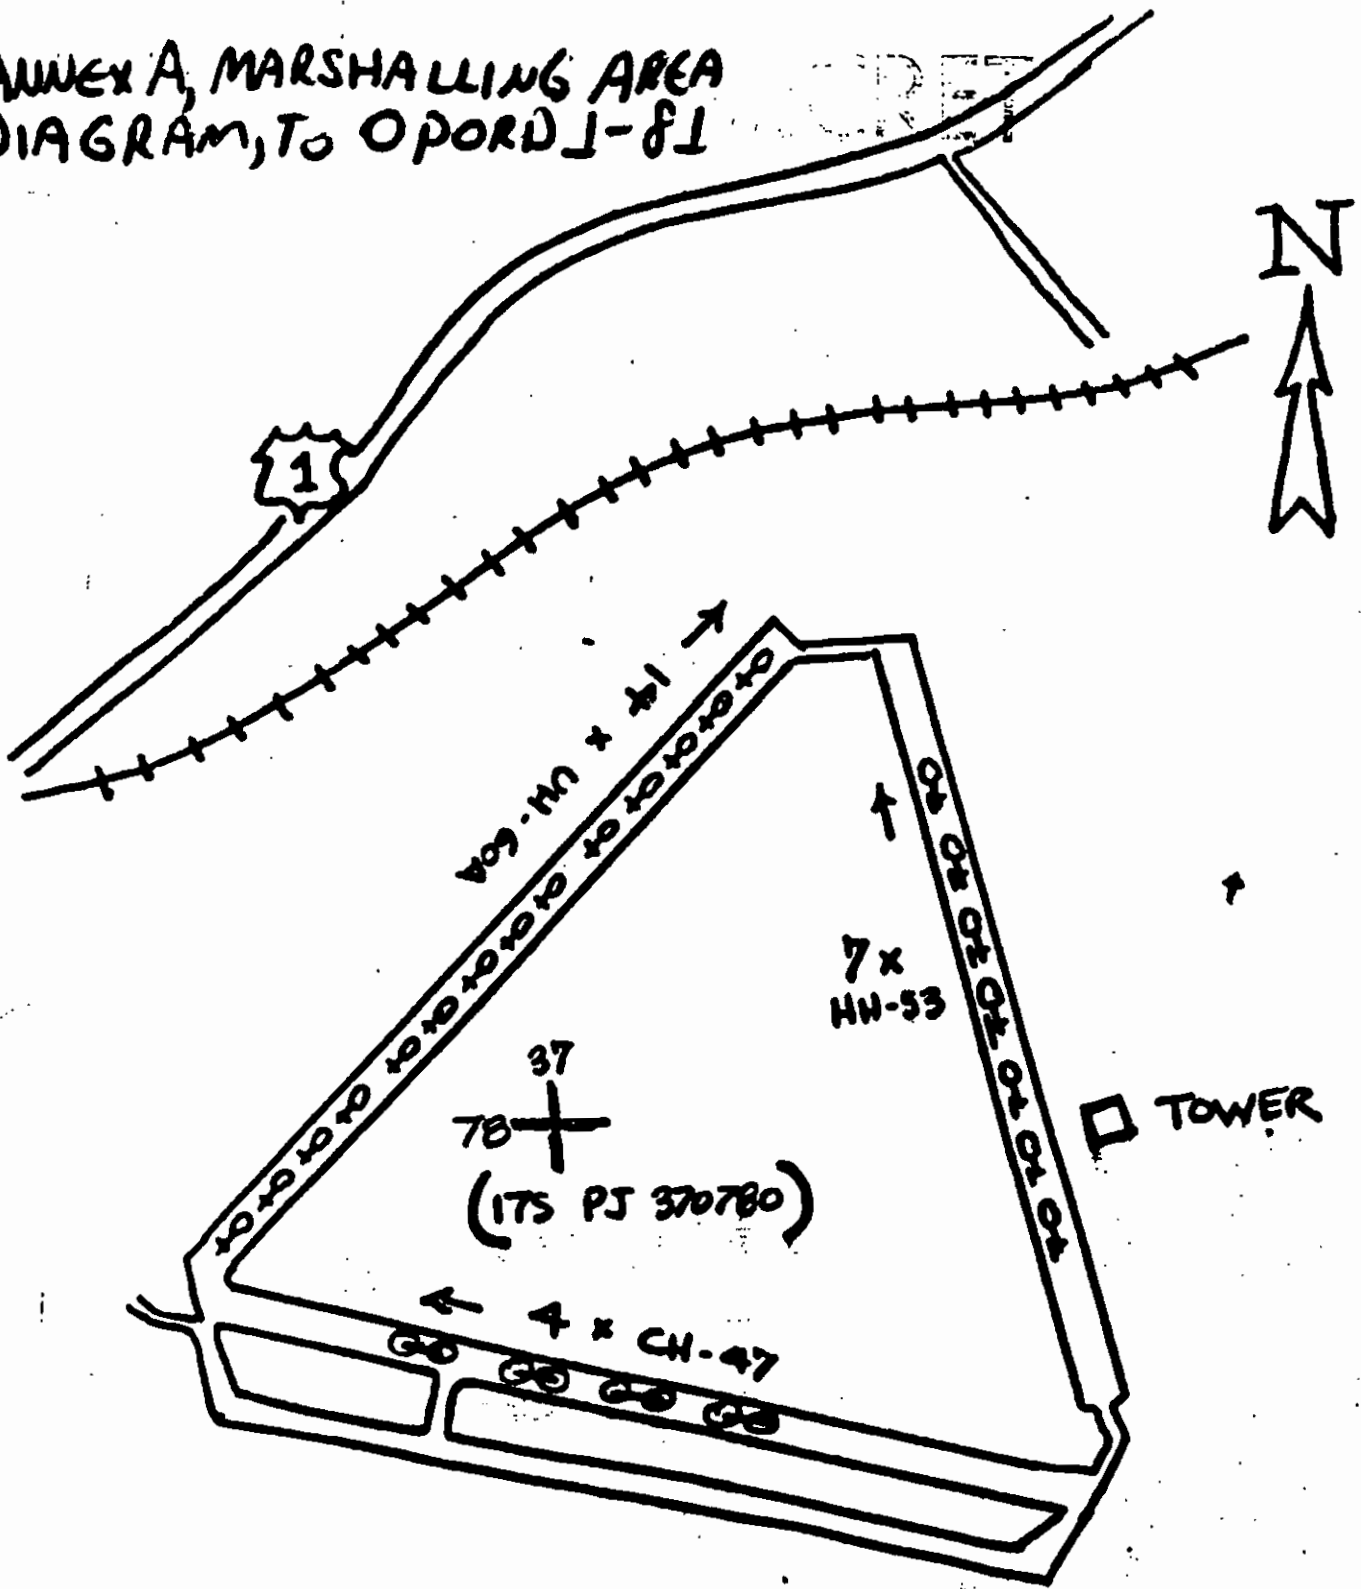 ANNEX A, MARSHALLING AREA
DIAGRAM, TO OPORD 1-81
N
1
14 x UH-60A
7 x
HH-53
37
78
(17S PJ 370780)
TOWER
4 x CH-47